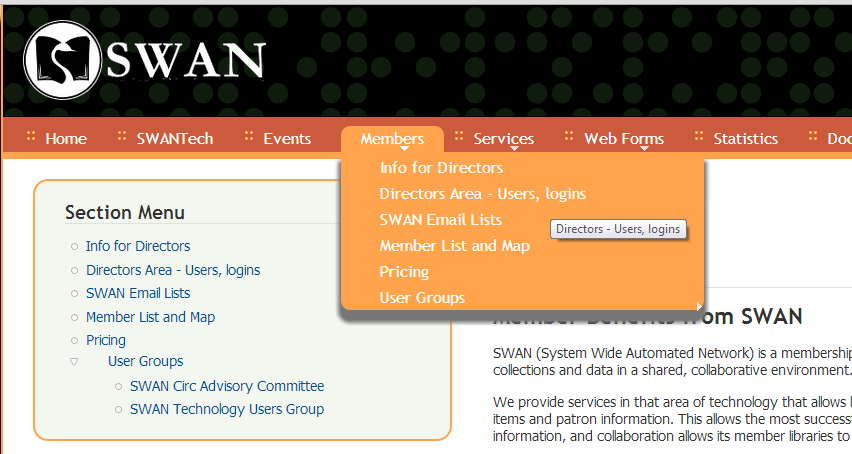 SWAN
Home SWANTech Events Members Services Web Forms Statistics Doc
Info for Directors
Directors Area - Users, logins
SWAN Email Lists
Directors - Users, logins
Member List and Map
Pricing
User Groups
Section Menu
Info for Directors
Directors Area - Users, logins
SWAN Email Lists
Member List and Map
Pricing
User Groups
SWAN Circ Advisory Committee
SWAN Technology Users Group
Member Benefits from SWAN
SWAN (System Wide Automated Network) is a membership
collections and data in a shared, collaborative environment.
We provide services in that area of technology that allows
items and patron information. This allows the most success
information, and collaboration allows its member libraries to